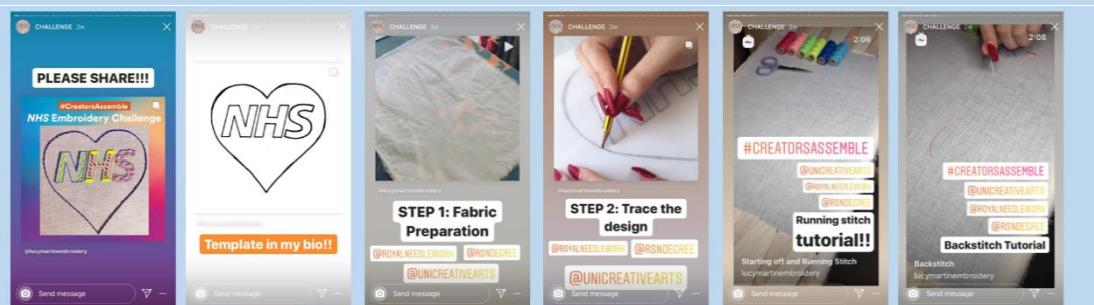 CHALLENGE 2w
PLEASE SHARE!!!
#CreatorsAssemble
NHS Embroidery Challenge
NHS
@lucymartinembroidery
Send message
CHALLENGE 2w
NHS
Template in my bio!!
Send message
CHALLENGE 2w
@lucymartinembroidery
STEP 1: Fabric
Preparation
@ROYALNEEDLEWORK @RSNDEGREE
@UNICREATIVEARTS
Send message
CHALLENGE 2w
@lucymartinembroidery
STEP 2: Trace the
design
@ROYALNEEDLEWORK @RSNDEGREE
@UNICREATIVEARTS
Send message
CHALLENGE 2w
2:06
#CREATORSASSEMBLE
@UNICREATIVEARTS
@ROYALNEEDLEWORK
@RSNDEGREE
Running stitch
tutorial!!
Starting off and Running Stitch
lucymartinembroidery
Send message
CHALLENGE 2w
2:08
#CREATORSASSEMBLE
@UNICREATIVEARTS
@ROYALNEEDLEWORK
@RSNDEGREE
Backstitch Tutorial
Backstitch
lucymartinembroidery
Send message